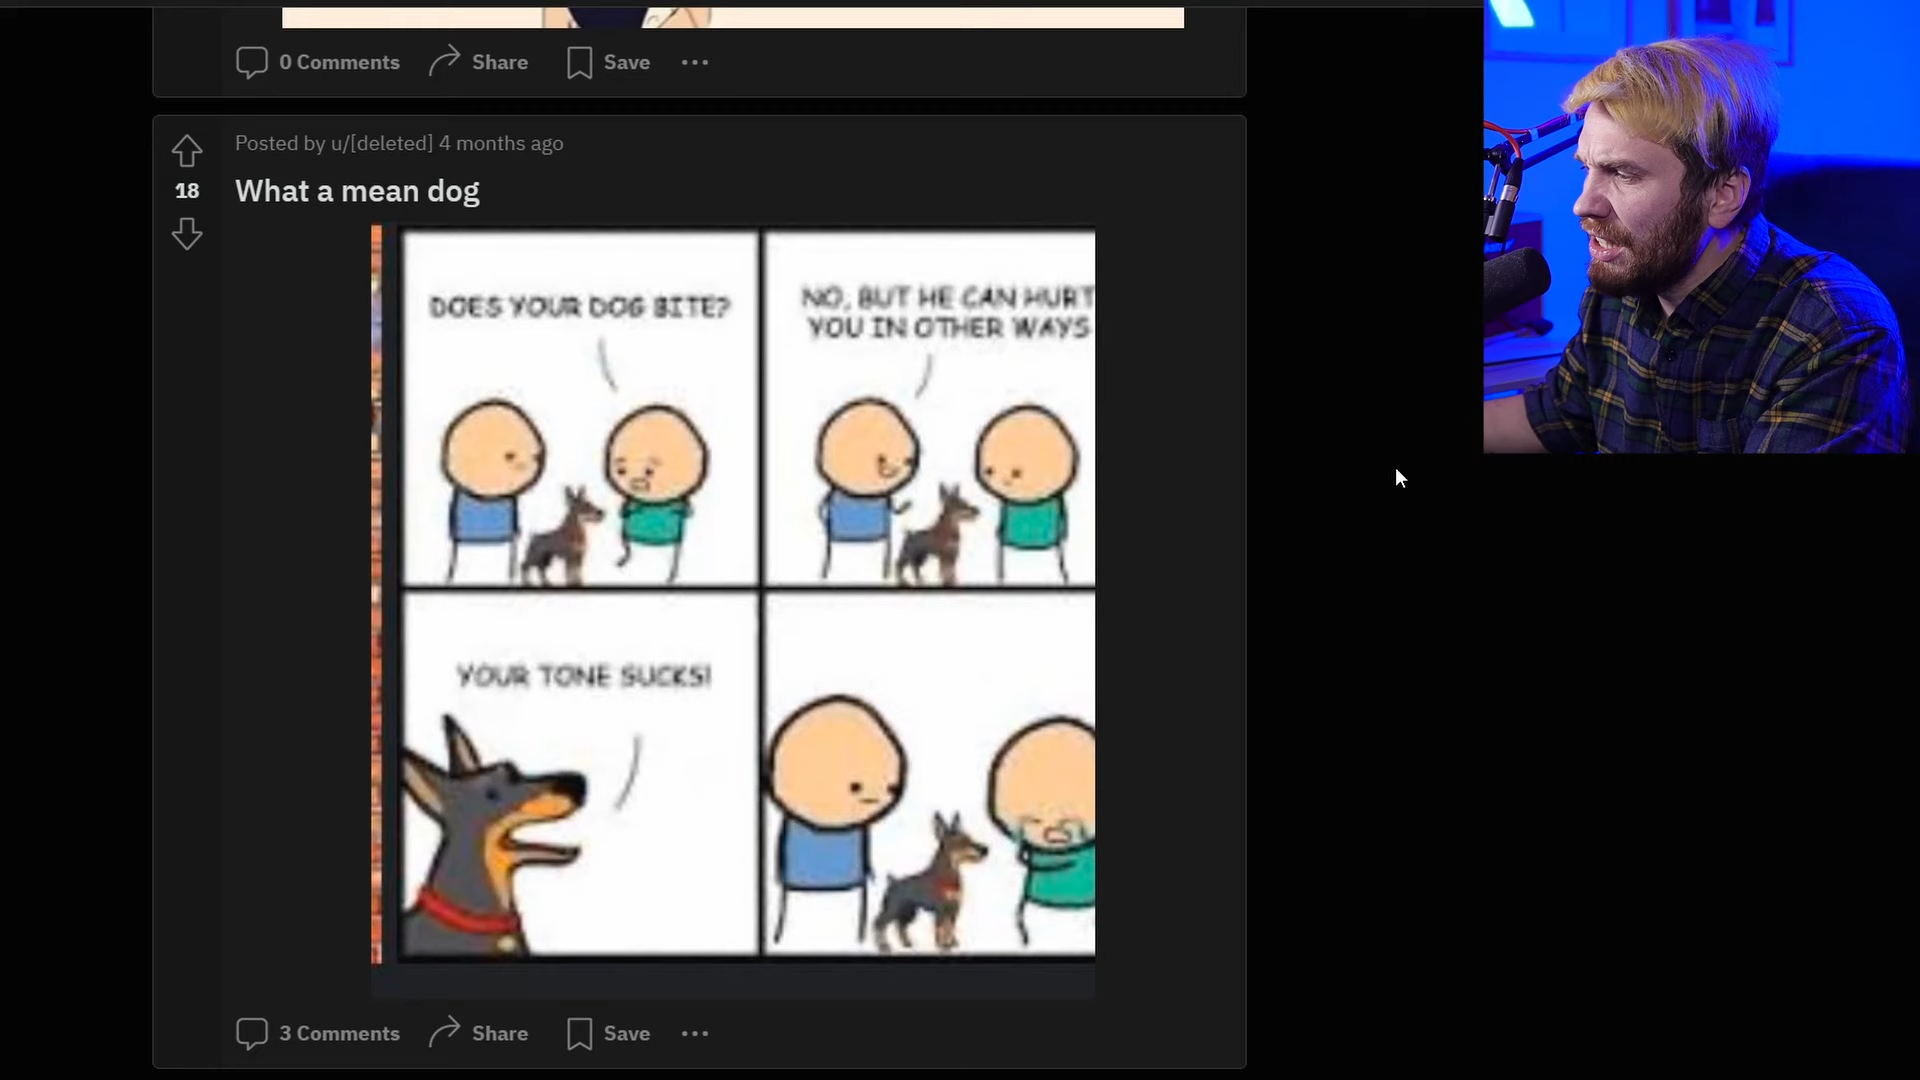 0 Comments Share Save
Posted by u/[deleted] 4 months ago
18
What a mean dog
DOES YOUR DOG BITE?
NO, BUT HE CAN HURT
YOU IN OTHER WAYS
YOUR TONE SUCKS!
3 Comments Share Save